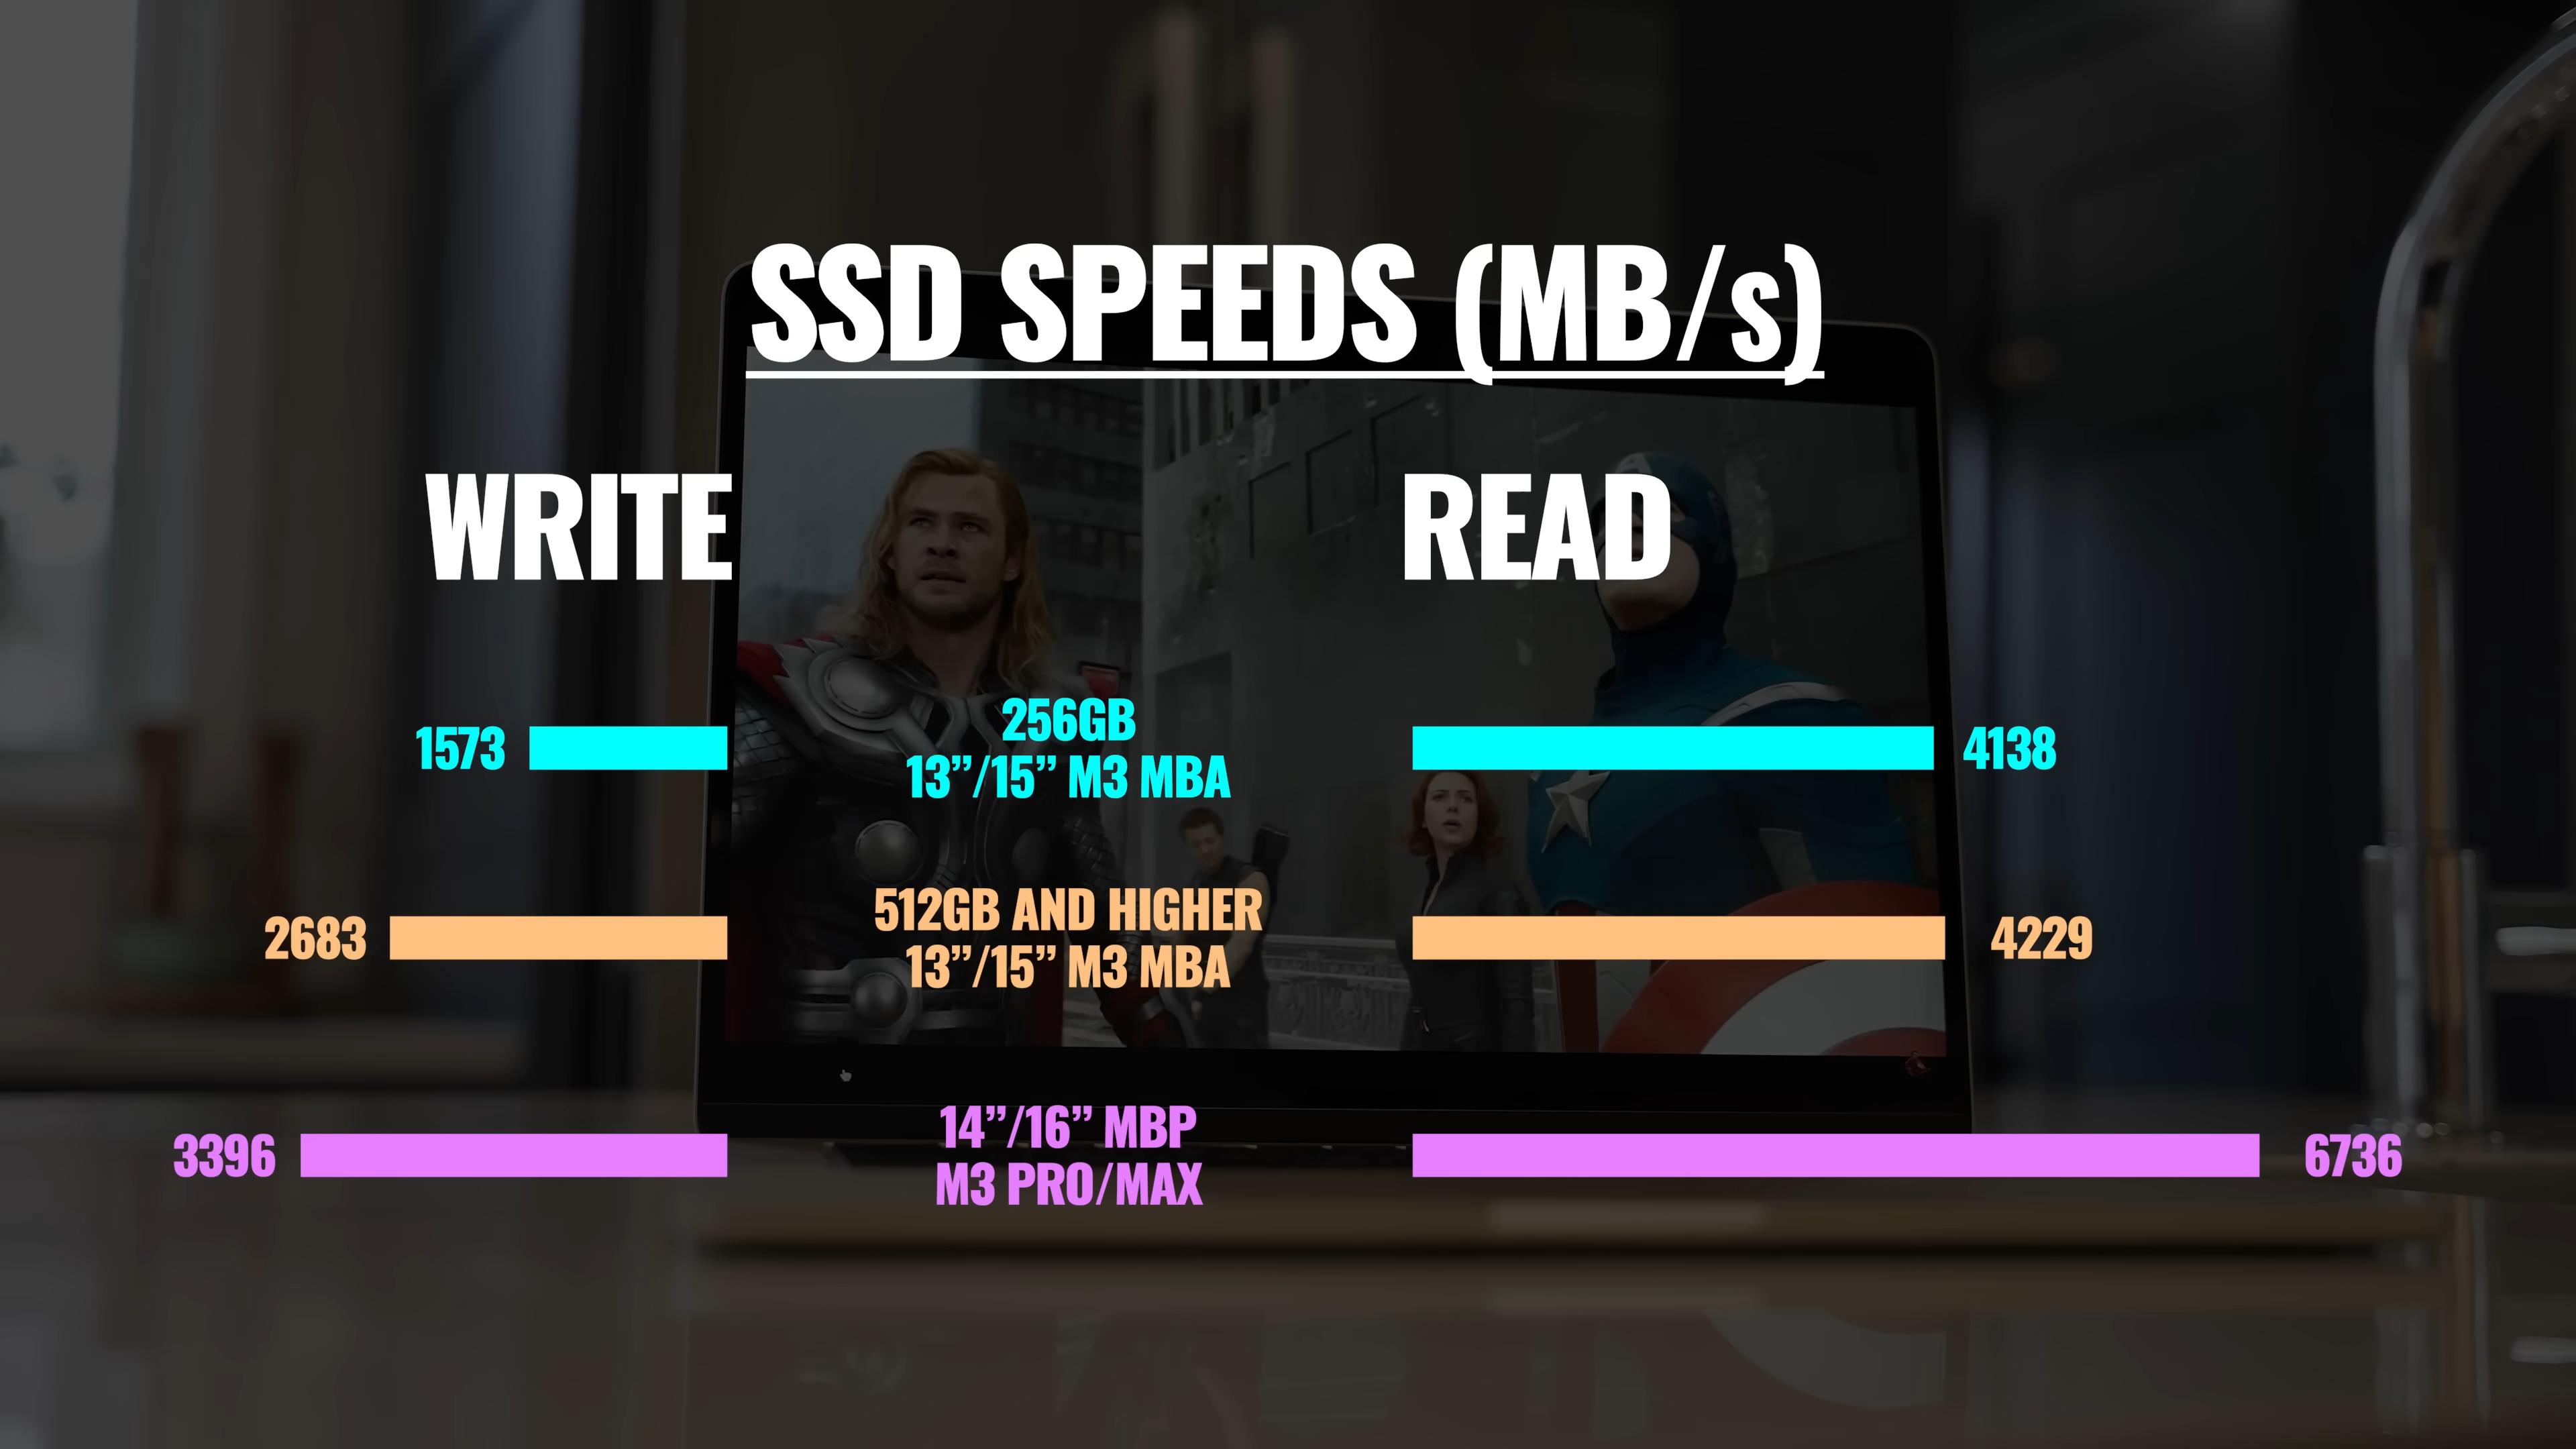 SSD SPEEDS (MB/s)
WRITE
READ
1573
256GB
13”/15” M3 MBA
4138
2683
512GB AND HIGHER
13”/15” M3 MBA
4229
3396
14”/16” MBP
M3 PRO/MAX
6736